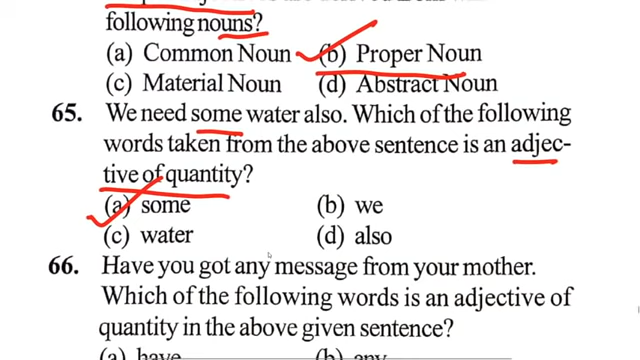 following nouns?
(a) Common Noun (b) Proper Noun
(c) Material Noun (d) Abstract Noun
65. We need some water also. Which of the following
words taken from the above sentence is an adjec-
tive of quantity?
(a) some (b) we
(c) water (d) also
66. Have you got any message from your mother.
Which of the following words is an adjective of
quantity in the above given sentence?
(a) have (b) any